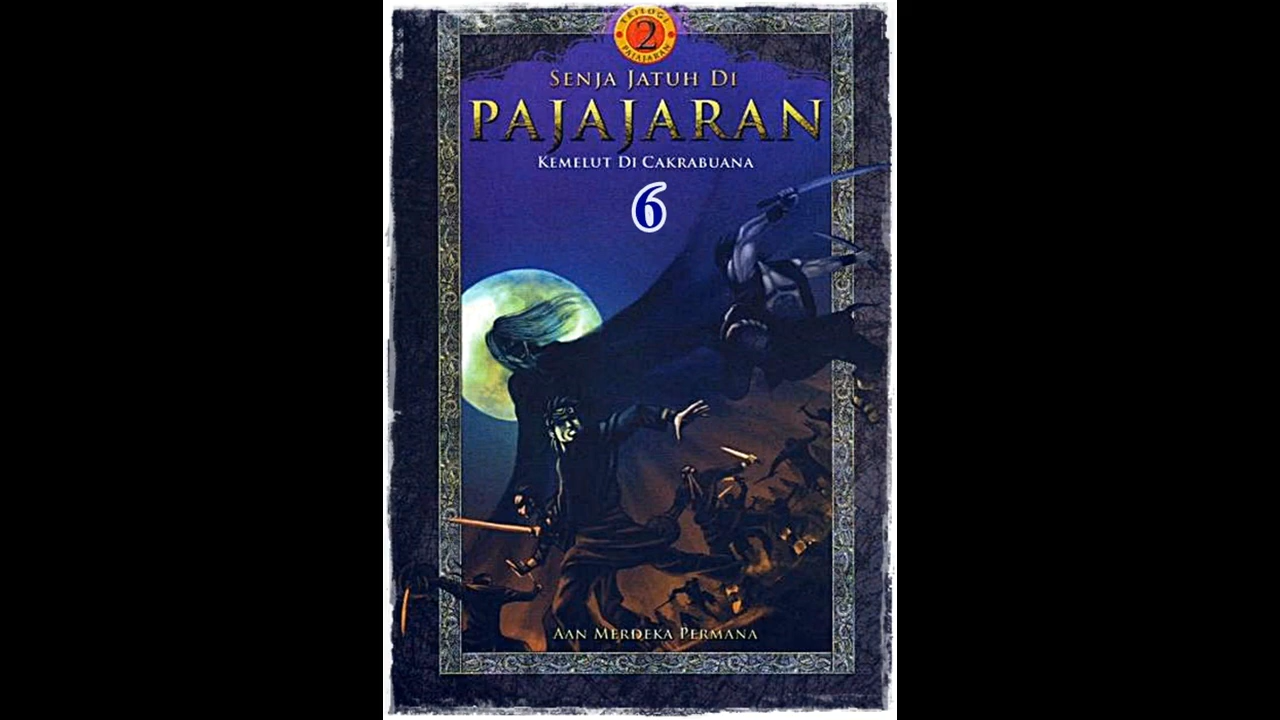 TRILOGI
2
PAJAJARAN
SENJA JATUH DI
PAJAJARAN
KEMELUT DI CAKRABUANA
6
AAN MERDEKA PERMANA